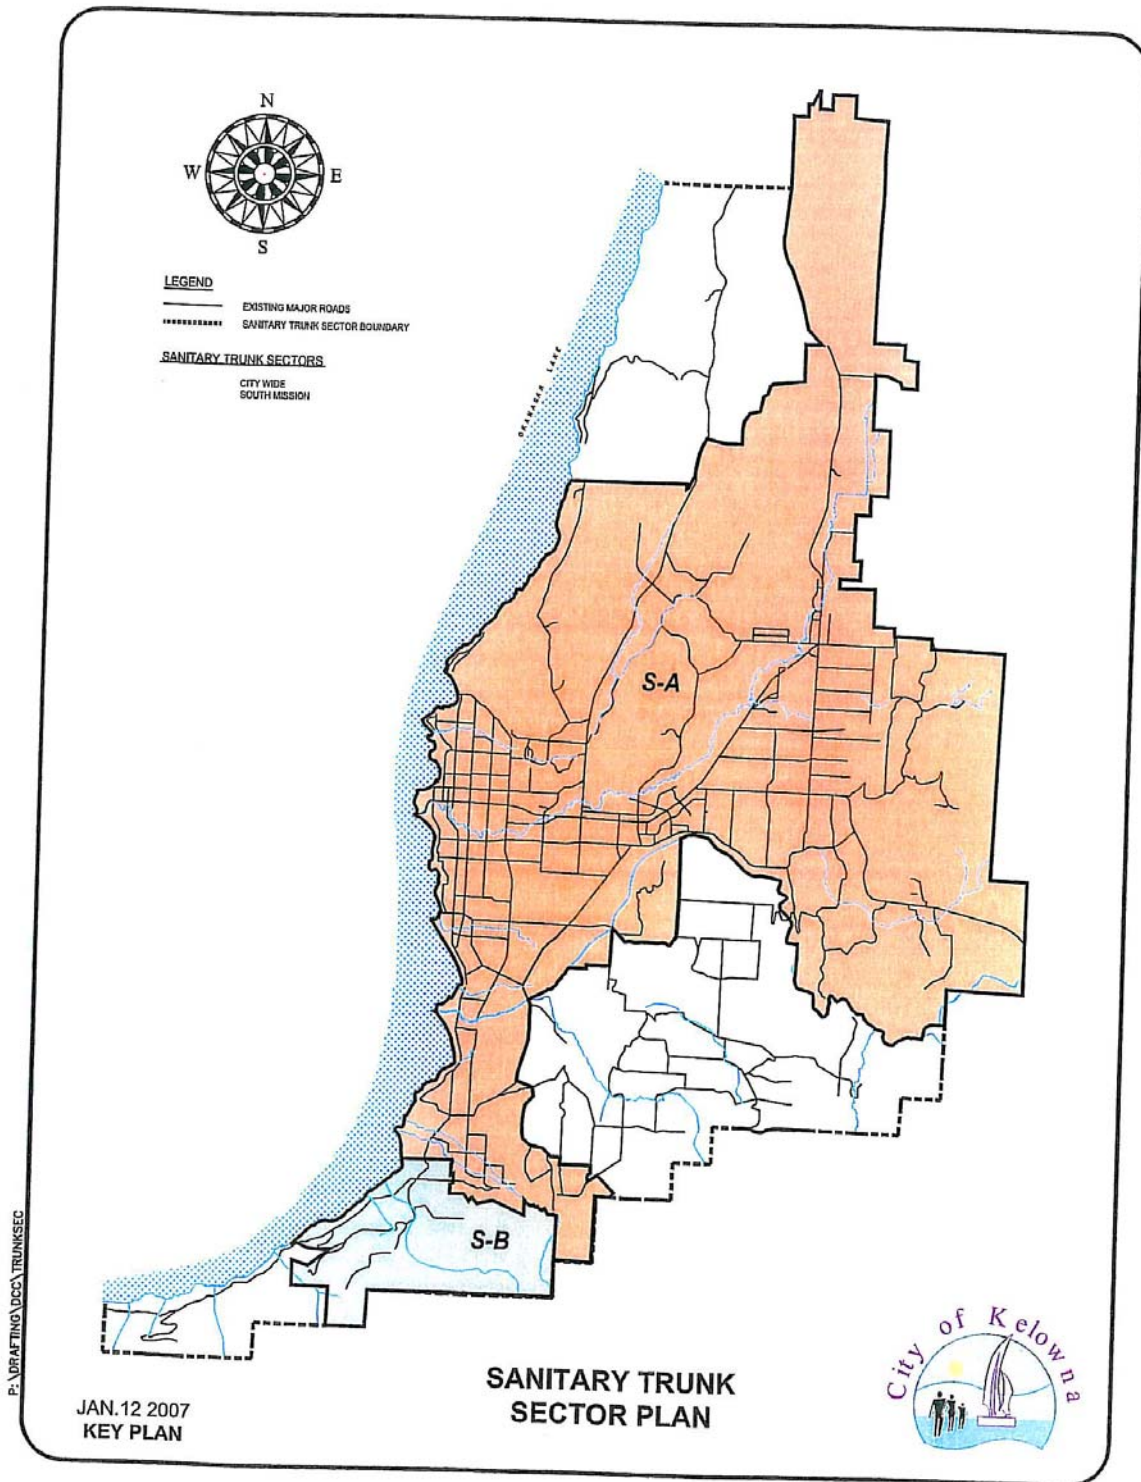 N
W
E
S
LEGEND
EXISTING MAJOR ROADS
SANITARY TRUNK SECTOR BOUNDARY
SANITARY TRUNK SECTORS
CITY WIDE
SOUTH MISSION
OKANAGAN LAKE
S-A
S-B
P:\DRAFTING\DCC\TRUNKSEC
JAN.12 2007
KEY PLAN
SANITARY TRUNK
SECTOR PLAN
City of Kelowna